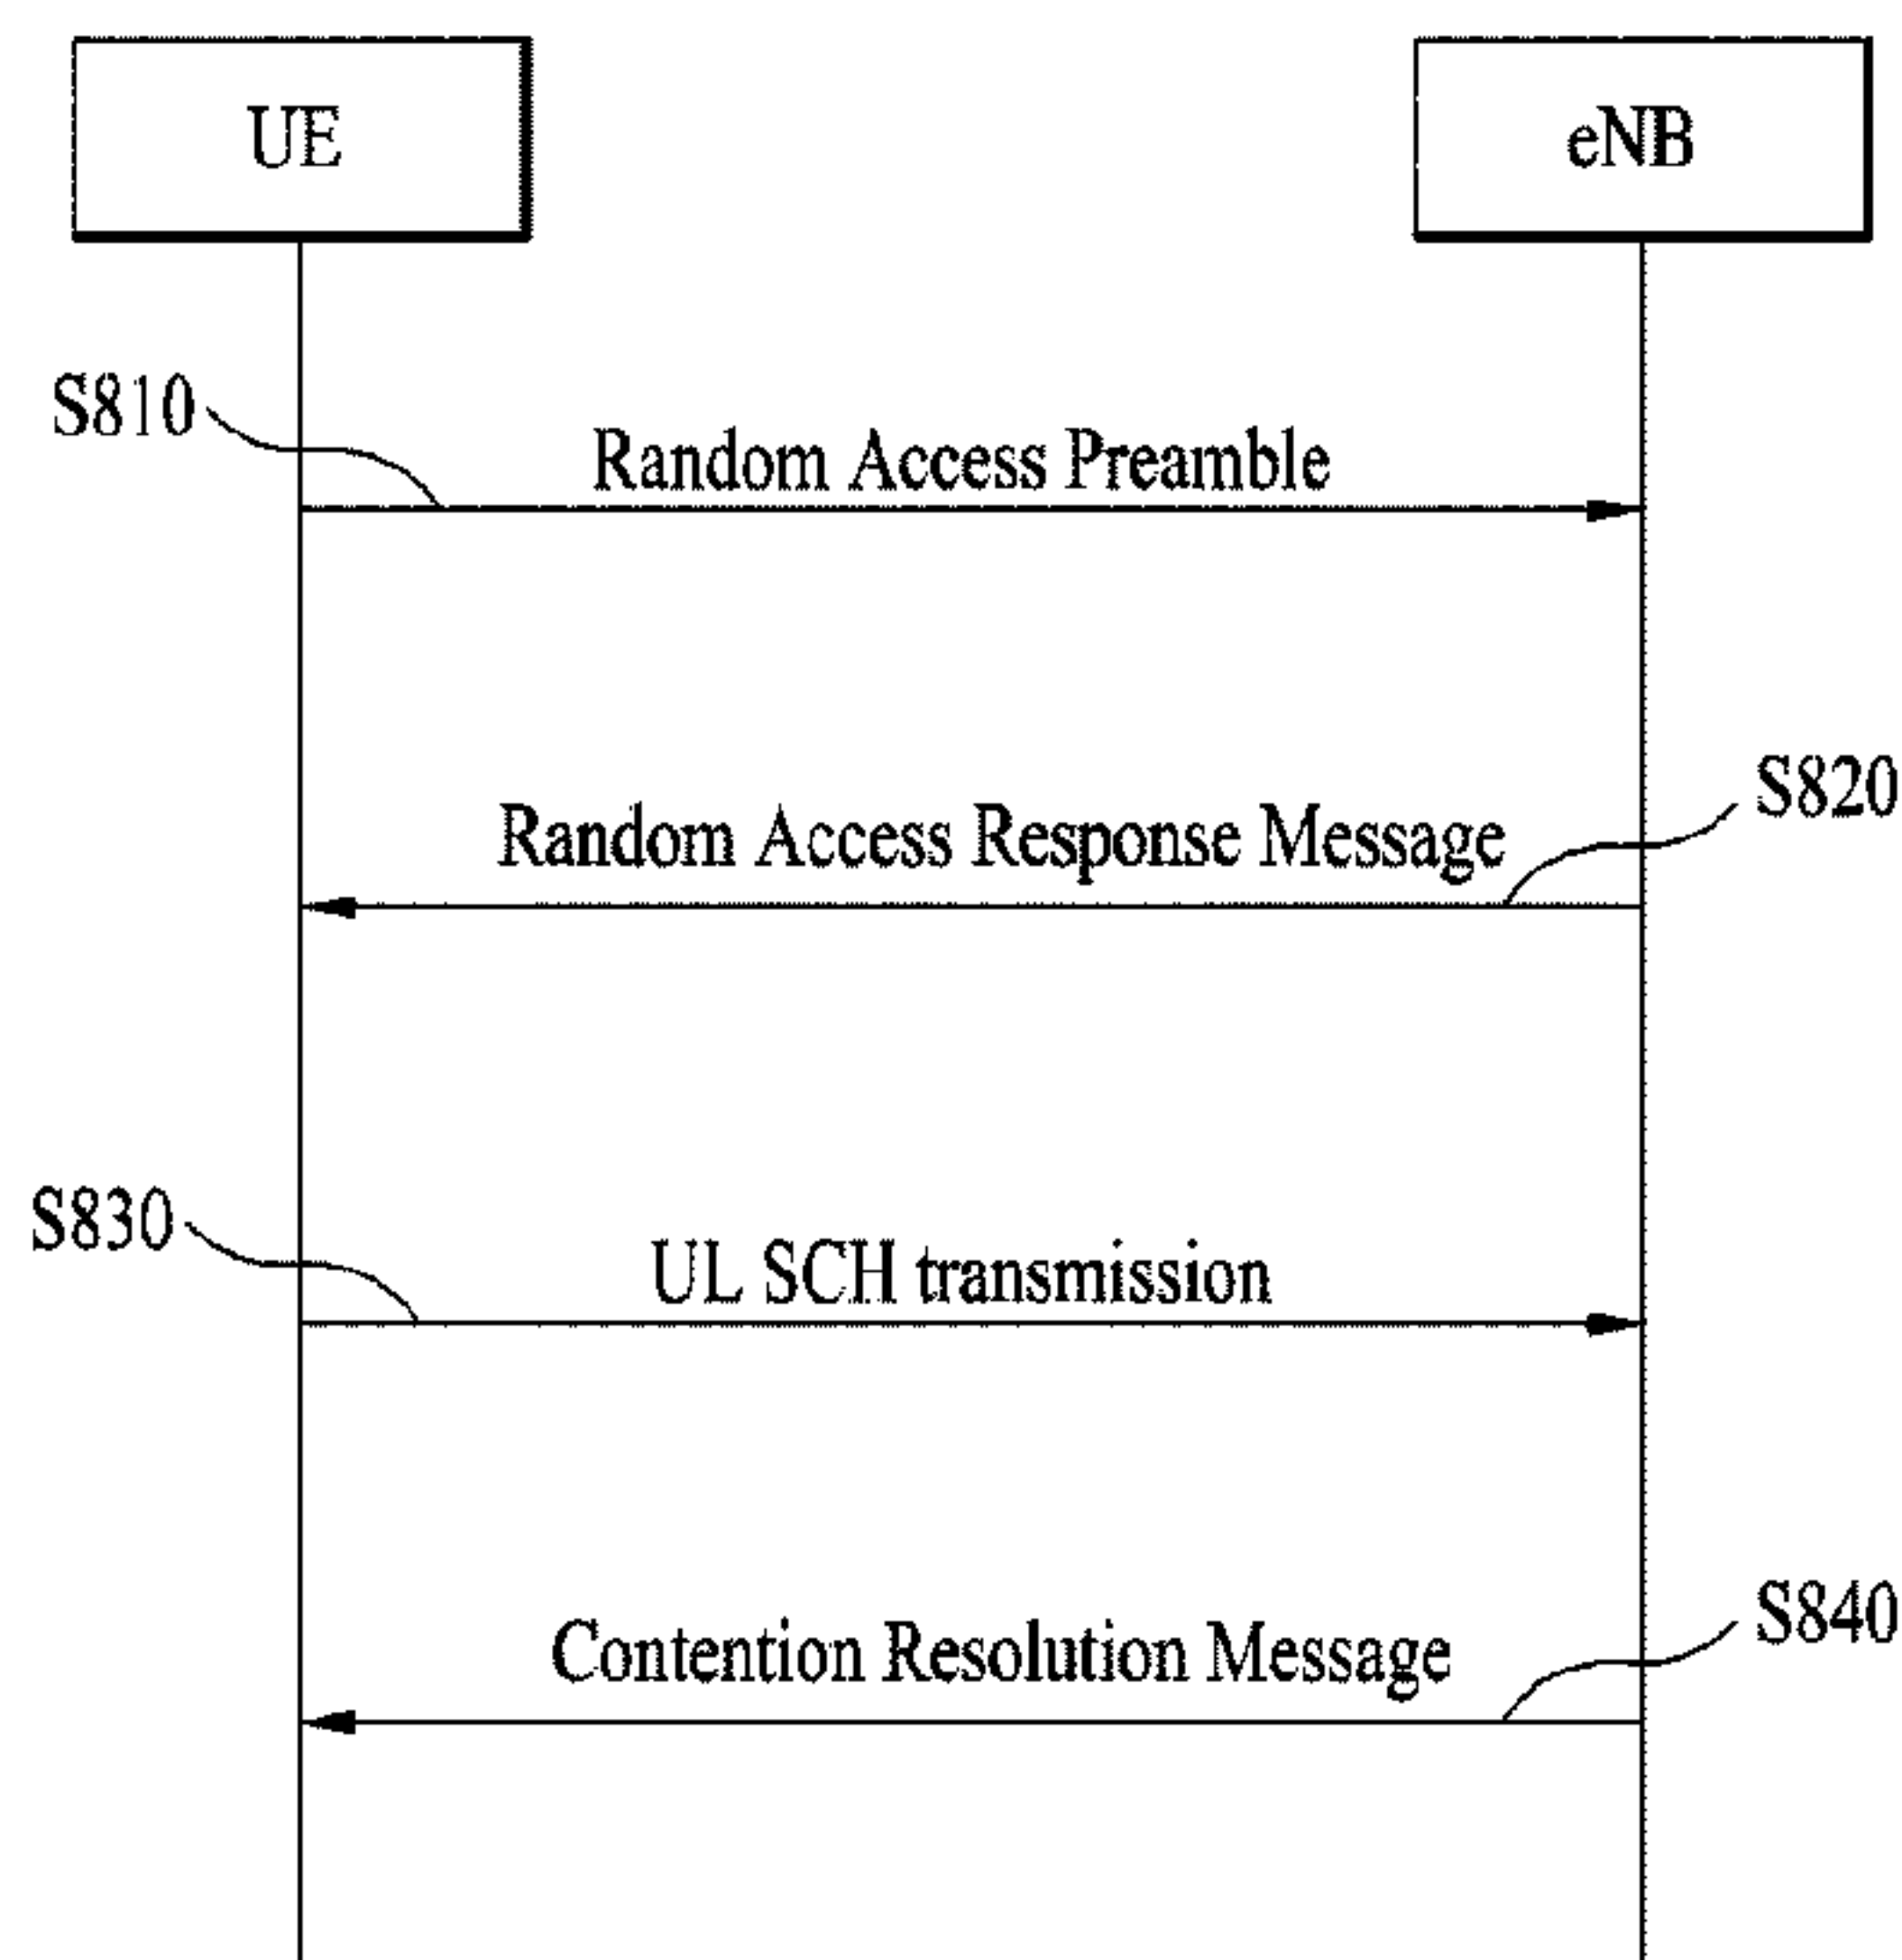 UE
eNB
S810
Random Access Preamble
S820
Random Access Response Message
S830
UL SCH transmission
S840
Contention Resolution Message